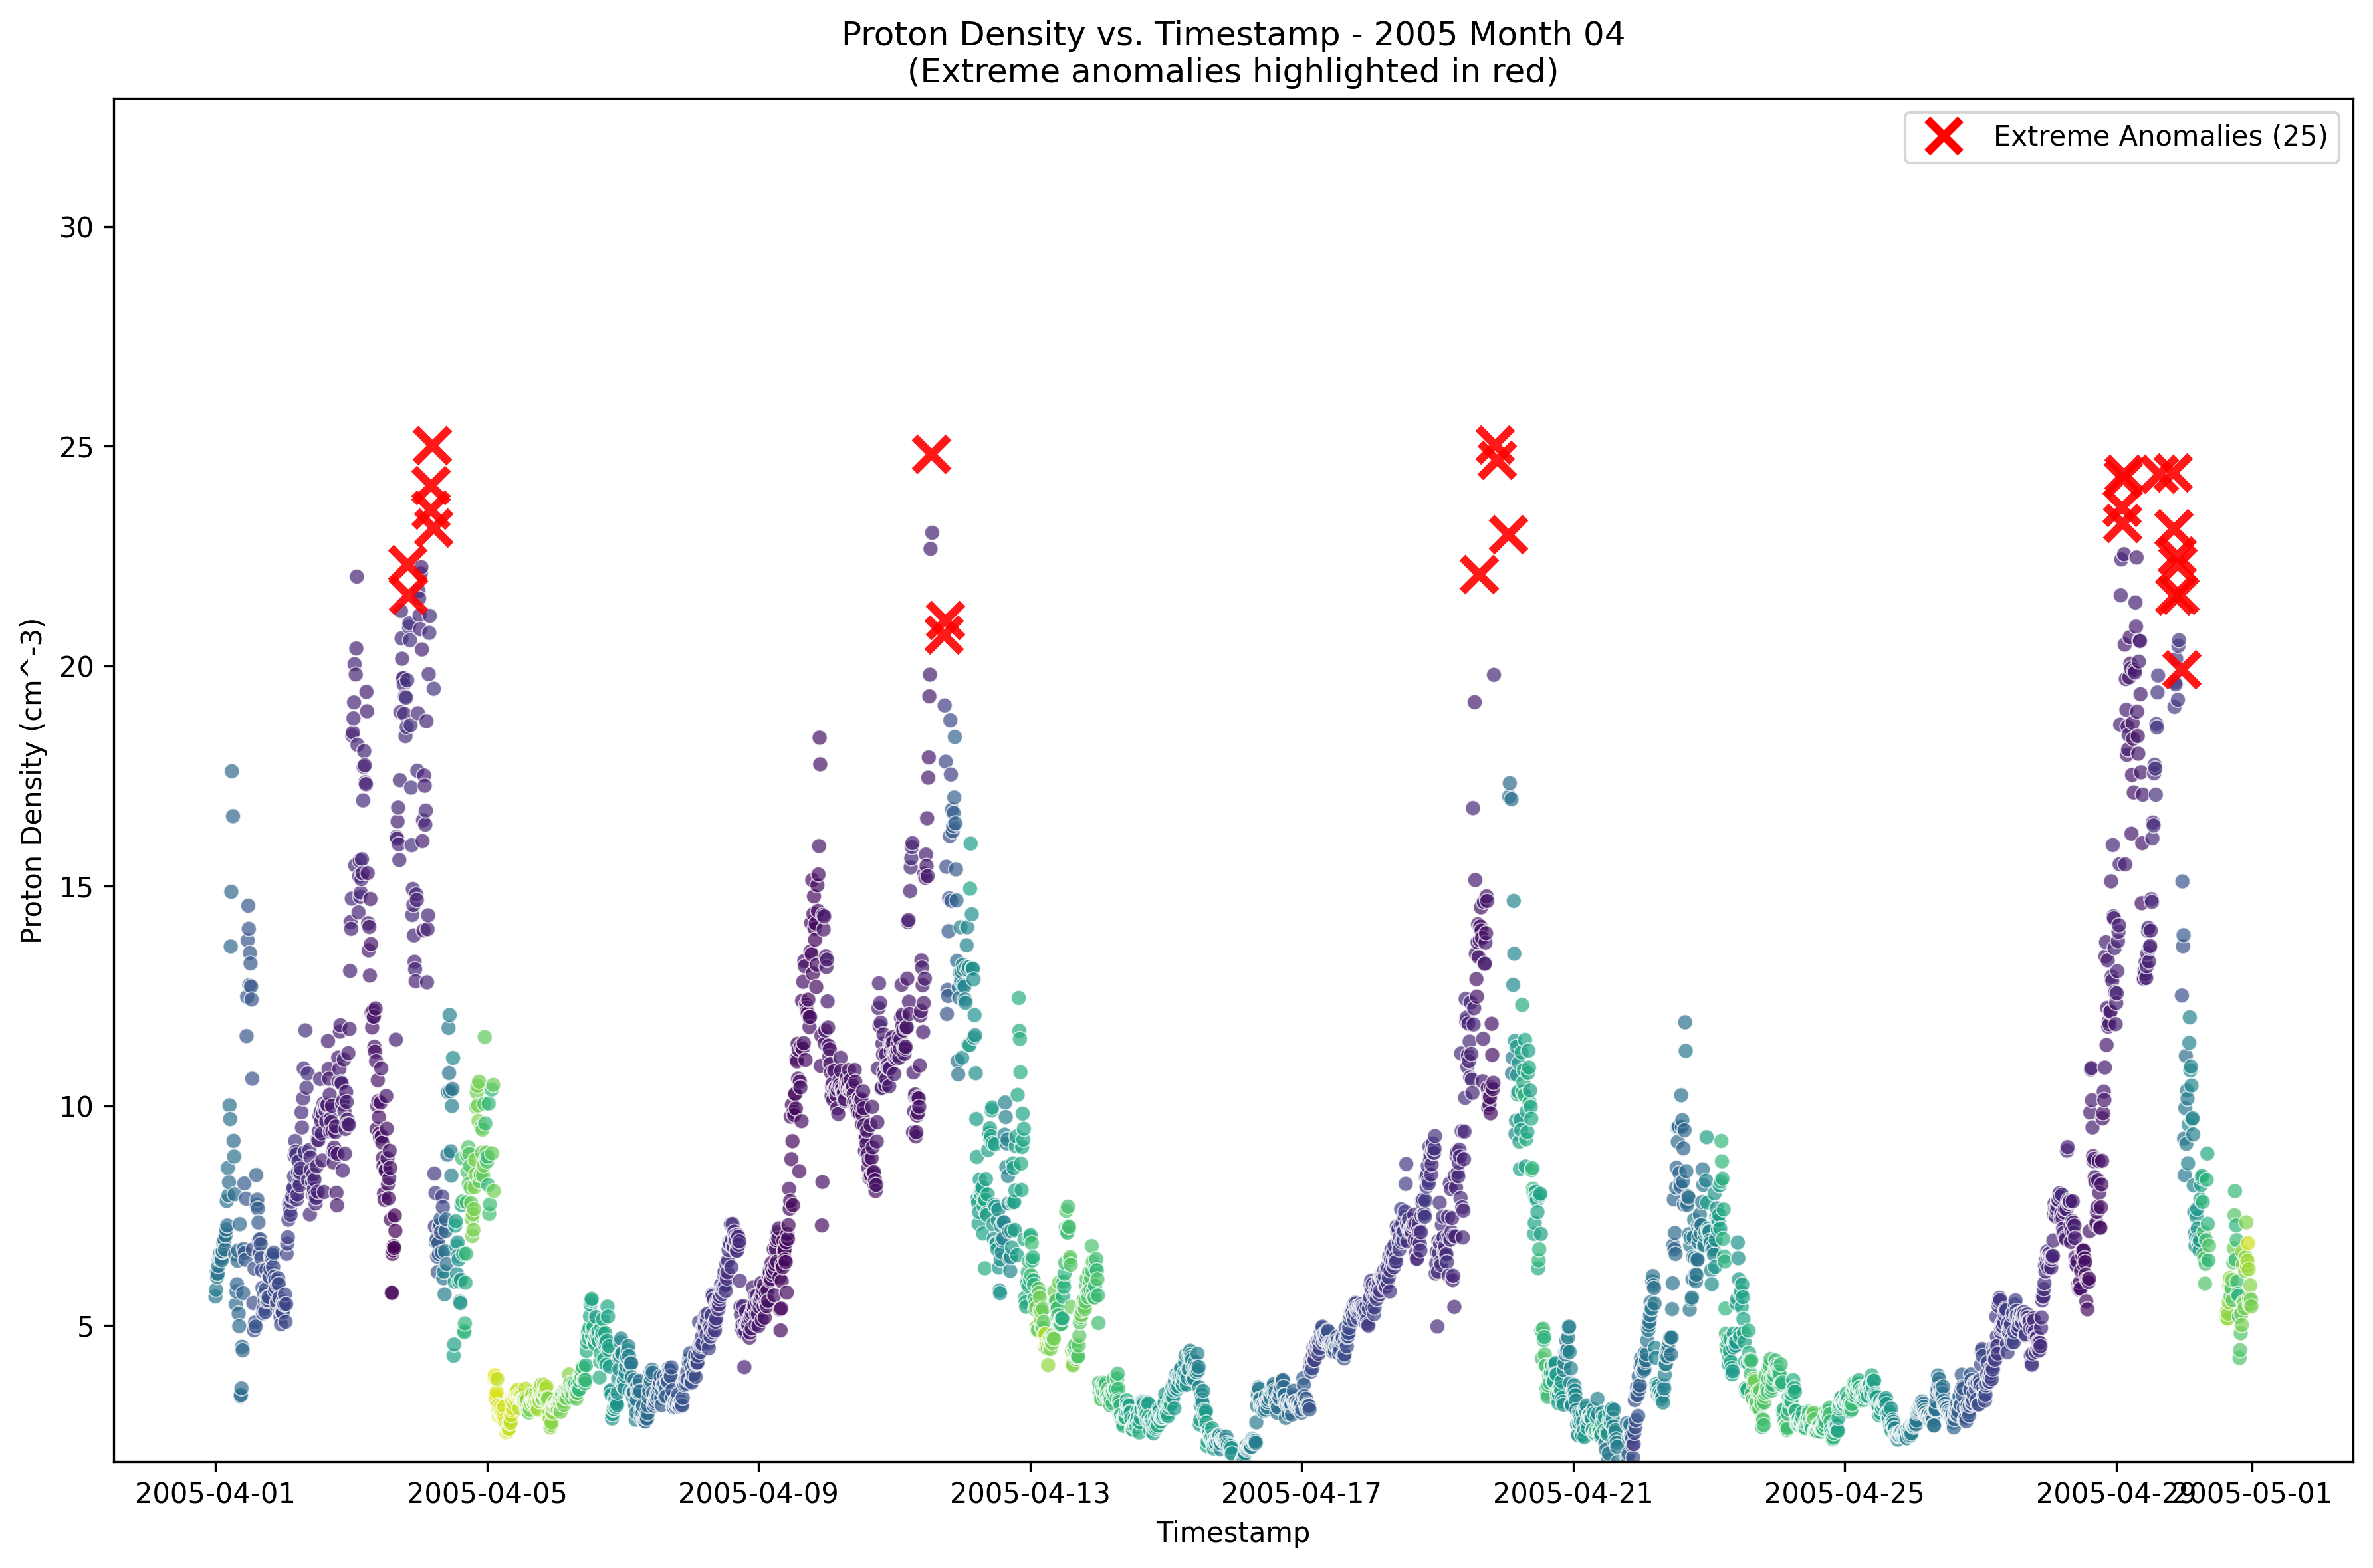 Proton Density vs. Timestamp - 2005 Month 04
(Extreme anomalies highlighted in red)
Extreme Anomalies (25)
30
25
20
15
10
5
Proton Density (cm^-3)
2005-04-01 2005-04-05 2005-04-09 2005-04-13 2005-04-17 2005-04-21 2005-04-25 2005-04-29 2005-05-01
Timestamp